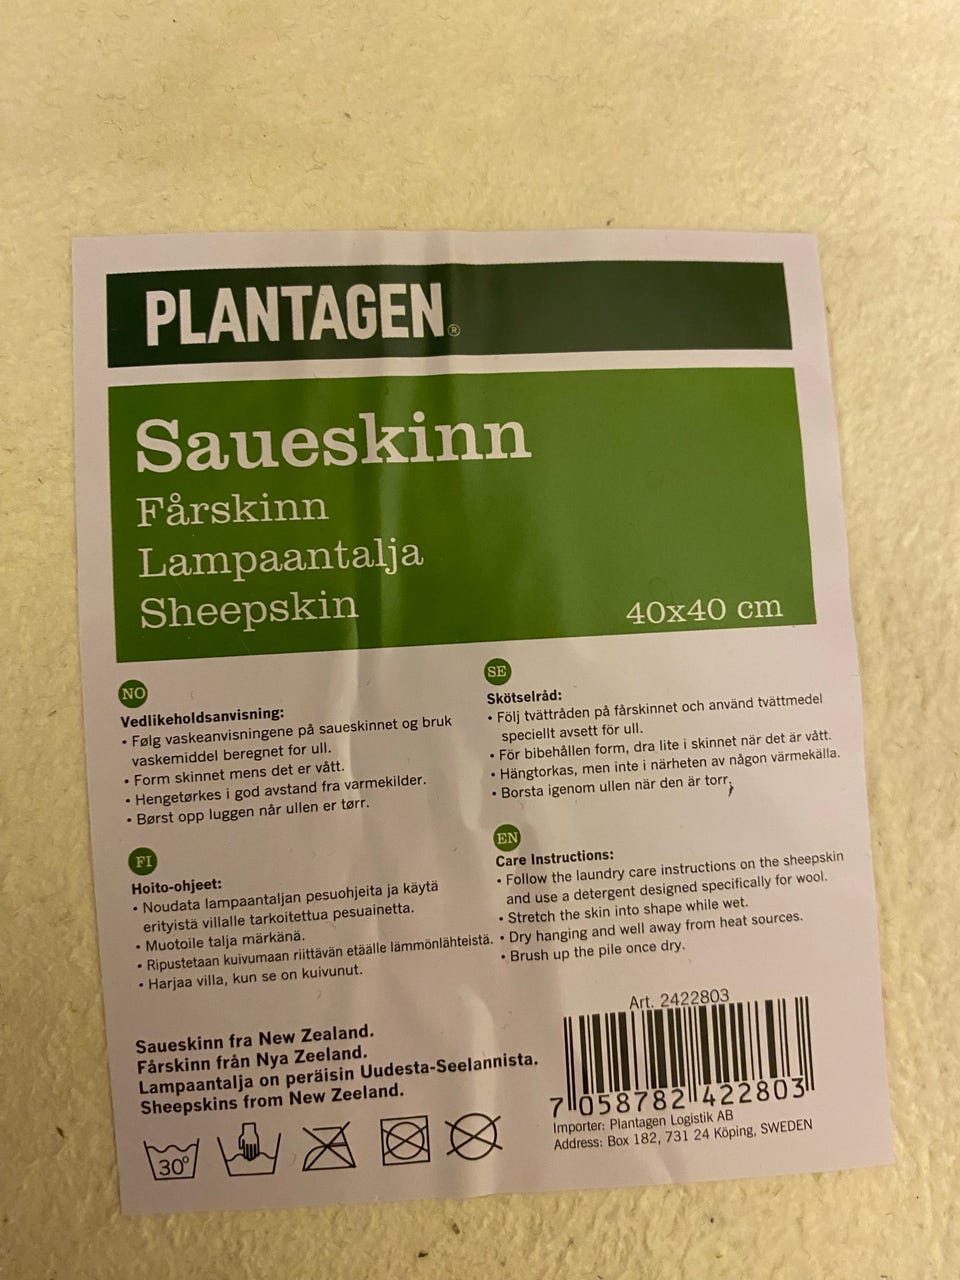 PLANTAGEN®
Saueskinn
Fårskinn
Lampaantalja
Sheepskin
40x40 cm
NO
Vedlikeholdsanvisning:
• Følg vaskeanvisningene på saueskinnet og bruk
vaskemiddel beregnet for ull.
• Form skinnet mens det er vått.
• Hengetørkes i god avstand fra varmekilder.
• Børst opp luggen når ullen er tørr.
SE
Skötselråd:
• Följ tvättråden på fårskinnet och använd tvättmedel
speciellt avsett för ull.
• För bibehållen form, dra lite i skinnet när det är vått.
• Hängtorkas, men inte i närheten av någon värmekälla.
• Borsta igenom ullen när den är torr.
FI
Hoito-ohjeet:
• Noudata lampaantaljan pesuohjeita ja käytä
erityistä villalle tarkoitettua pesuainetta.
• Muotoile talja märkänä.
• Ripustetaan kuivumaan riittävän etäälle lämmönlähteistä.
• Harjaa villa, kun se on kuivunut.
EN
Care Instructions:
• Follow the laundry care instructions on the sheepskin
and use a detergent designed specifically for wool.
• Stretch the skin into shape while wet.
• Dry hanging and well away from heat sources.
• Brush up the pile once dry.
Saueskinn fra New Zealand.
Fårskinn från Nya Zeeland.
Lampaantalja on peräisin Uudesta-Seelannista.
Sheepskins from New Zeeland.
30°
Art. 2422803
7 058782 422803
Importer: Plantagen Logistik AB
Address: Box 182, 731 24 Köping, SWEDEN